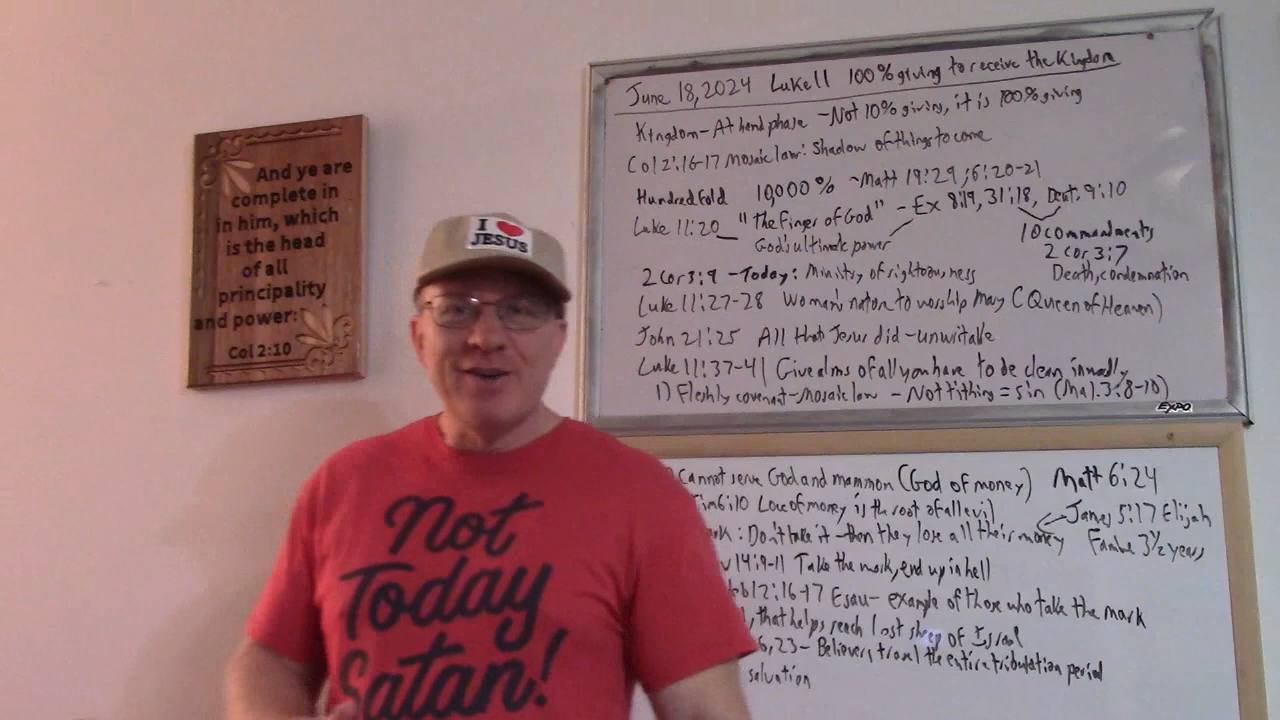 And ye are
complete in
in him, which
is the head
of all
principality
and power:
Col 2:10
I
JESUS
Not
Today
Satan!
June 18, 2024 Luke 11 100% giving to receive the Kingdom
Kingdom - At hand phase - Not 10% giving, it is 100% giving
Col 2:16-17 Mosaic law: Shadow of things to come
Hundredfold 10,000% - Matt 19:29; 6:20-21
Luke 11:20 "the Finger of God" - Ex 8:19, 31:18, Deut. 9:10
God's ultimate power
10 commandments
2 Cor 3:7
Death, condemnation
2 Cor 3:9 - Today: Ministry of rightousness
Luke 11:27-28 Woman's nature to worship Mary (Queen of Heaven)
John 21:25 All that Jesus did - unwritable
Luke 11:37-41 Give alms of all you have to be clean inwardly
1) Fleshly covenant - Mosaic law - Not tithing = sin (Mal. 3:8-10)
EXPO
Cannot serve God and mammon (God of money) Matt 6:24
Tim 6:10 Love of money is th root of all evil)
James 5:17 Elijah
Famine 3 1/2 years
: Don't take it - then they lose all their money
14:9-11 Take the mark, end up in hell
12:16-17 Esau - example of those who take the mark
, that helps reach lost sheep of Israel
6, 23 - Believers travel the entire tribulation period
salvation